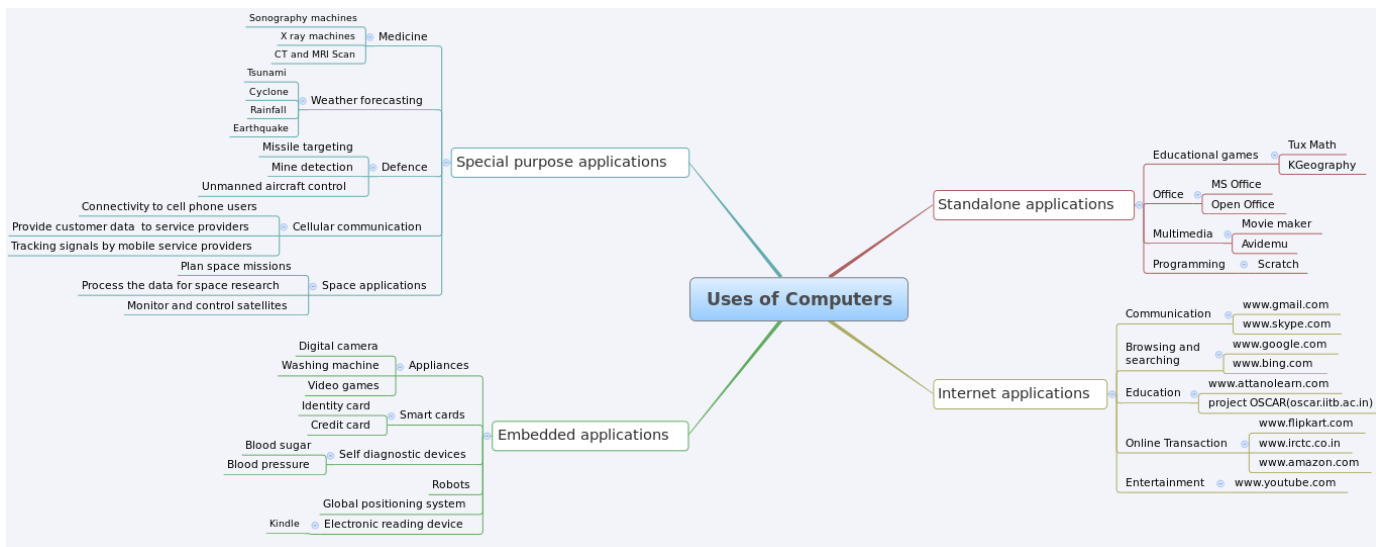 Uses of Computers
Special purpose applications
Medicine
Sonography machines
X ray machines
CT and MRI Scan
Weather forecasting
Tsunami
Cyclone
Rainfall
Earthquake
Defence
Missile targeting
Mine detection
Unmanned aircraft control
Cellular communication
Connectivity to cell phone users
Provide customer data to service providers
Tracking signals by mobile service providers
Space applications
Plan space missions
Process the data for space research
Monitor and control satellites
Embedded applications
Appliances
Digital camera
Washing machine
Video games
Smart cards
Identity card
Credit card
Self diagnostic devices
Blood sugar
Blood pressure
Robots
Global positioning system
Electronic reading device
Kindle
Standalone applications
Educational games
Tux Math
KGeography
Office
MS Office
Open Office
Multimedia
Movie maker
Avidemu
Programming
Scratch
Internet applications
Communication
www.gmail.com
www.skype.com
Browsing and
searching
www.google.com
www.bing.com
Education
www.attanolearn.com
project OSCAR(oscar.iitb.ac.in)
Online Transaction
www.flipkart.com
www.irctc.co.in
www.amazon.com
Entertainment
www.youtube.com